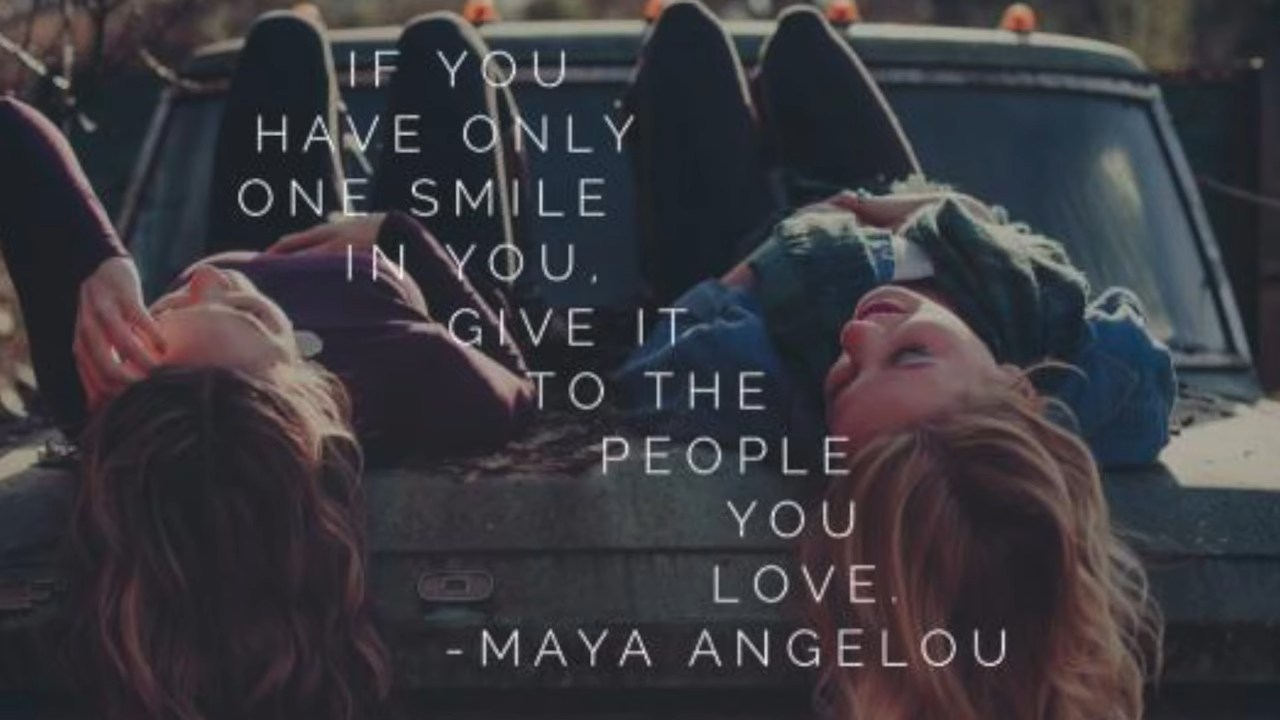 IF YOU
HAVE ONLY
ONE SMILE
IN YOU,
GIVE IT
TO THE
PEOPLE
YOU
LOVE.
-MAYA ANGELOU